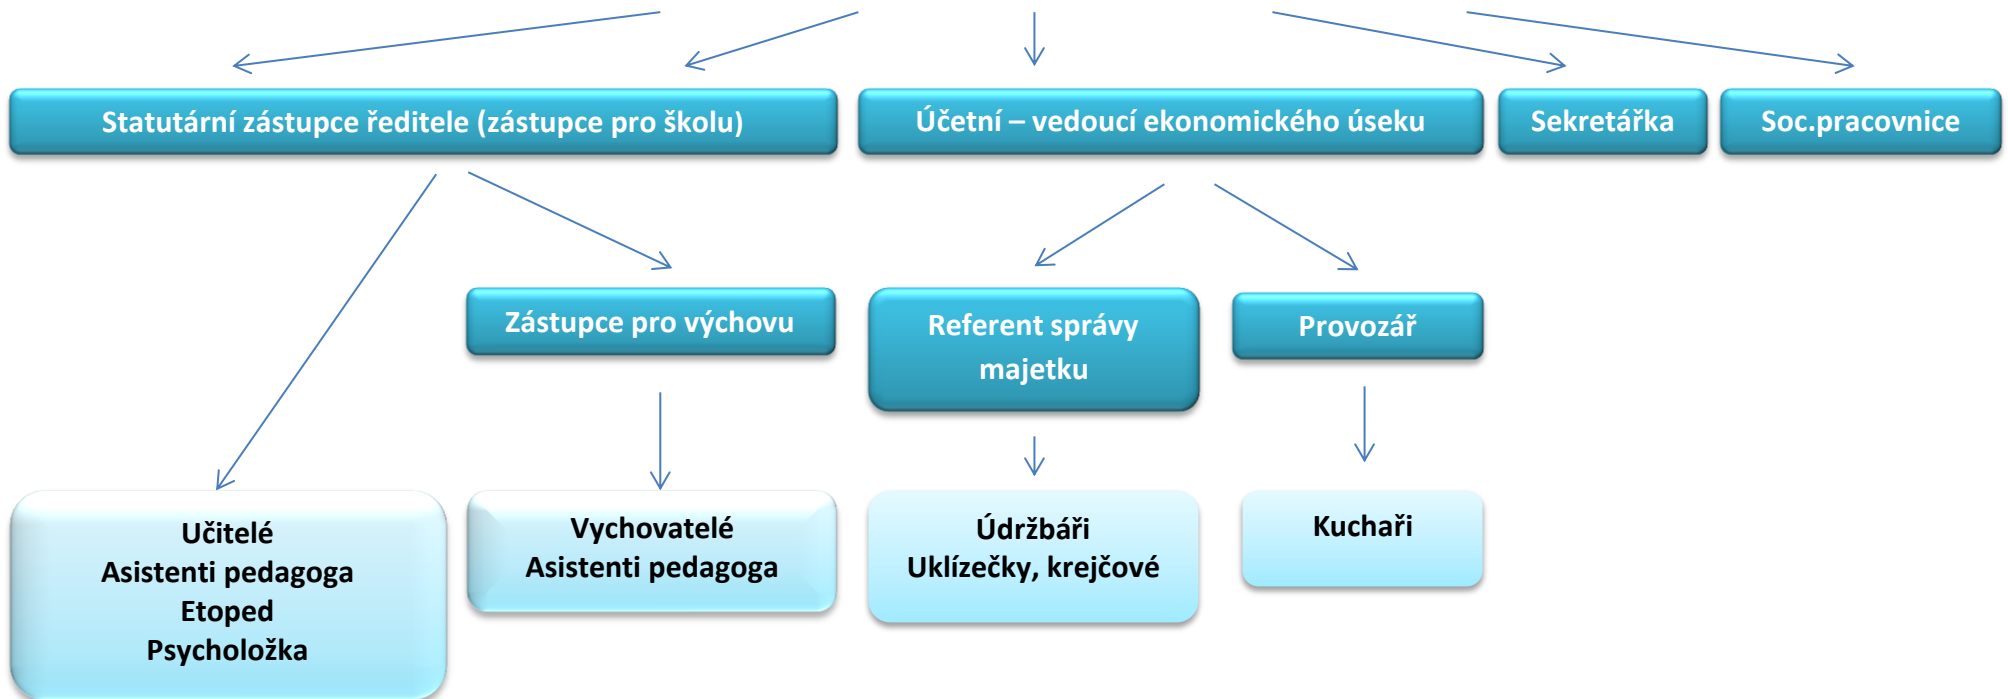 Statutární zástupce ředitele (zástupce pro školu)
Účetní – vedoucí ekonomického úseku
Sekretářka
Soc.pracovnice
Zástupce pro výchovu
Referent správy
majetku
Provozář
Učitelé
Asistenti pedagoga
Etoped
Psycholožka
Vychovatelé
Asistenti pedagoga
Údržbáři
Uklízečky, krejčové
Kuchaři